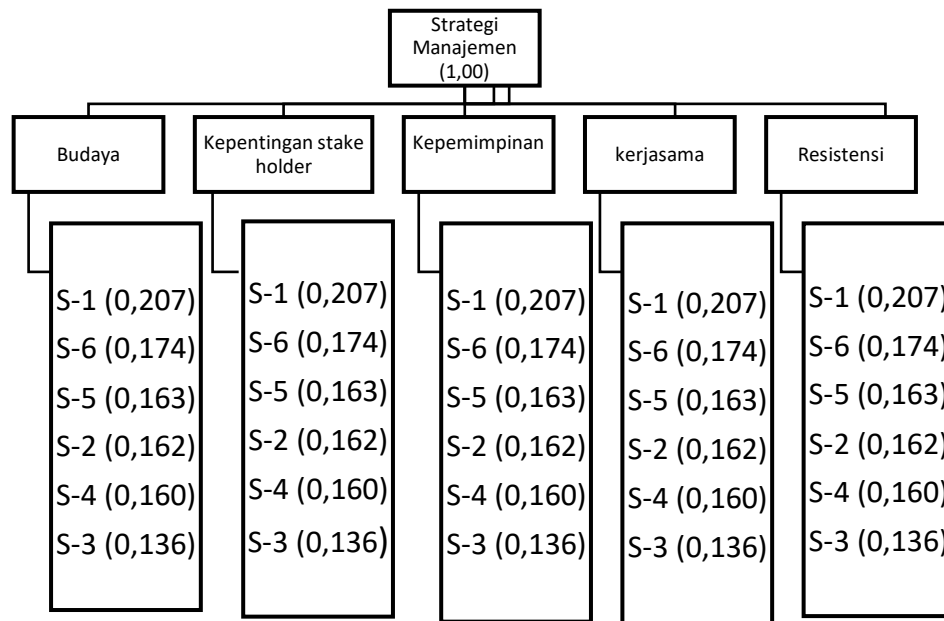 Strategi
Manajemen
(1,00)
Budaya
Kepentingan stake
holder
Kepemimpinan
kerjasama
Resistensi
S-1 (0,207)
S-6 (0,174)
S-5 (0,163)
S-2 (0,162)
S-4 (0,160)
S-3 (0,136)
S-1 (0,207)
S-6 (0,174)
S-5 (0,163)
S-2 (0,162)
S-4 (0,160)
S-3 (0,136)
S-1 (0,207)
S-6 (0,174)
S-5 (0,163)
S-2 (0,162)
S-4 (0,160)
S-3 (0,136)
S-1 (0,207)
S-6 (0,174)
S-5 (0,163)
S-2 (0,162)
S-4 (0,160)
S-3 (0,136)
S-1 (0,207)
S-6 (0,174)
S-5 (0,163)
S-2 (0,162)
S-4 (0,160)
S-3 (0,136)